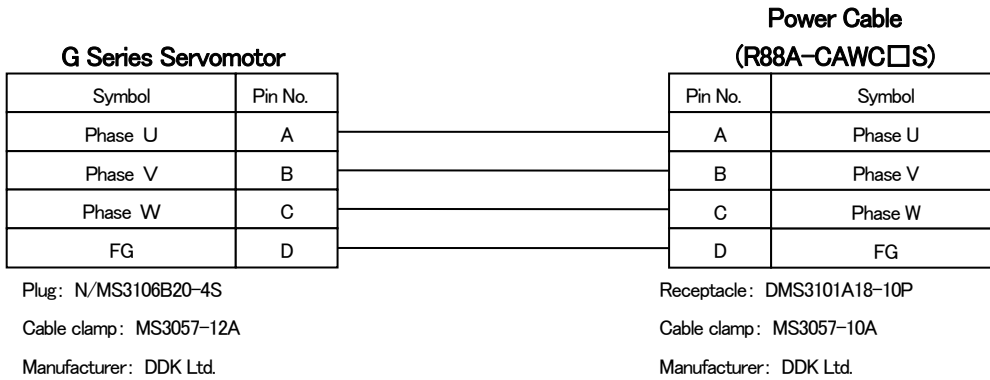 Power Cable
G Series Servomotor (R88A-CAWC□S)
Symbol Pin No. Pin No. Symbol
Phase U A A Phase U
Phase V B B Phase V
Phase W C C Phase W
FG D D FG
Plug: N/MS3106B20-4S Receptacle: DMS3101A18-10P
Cable clamp: MS3057-12A Cable clamp: MS3057-10A
Manufacturer: DDK Ltd. Manufacturer: DDK Ltd.